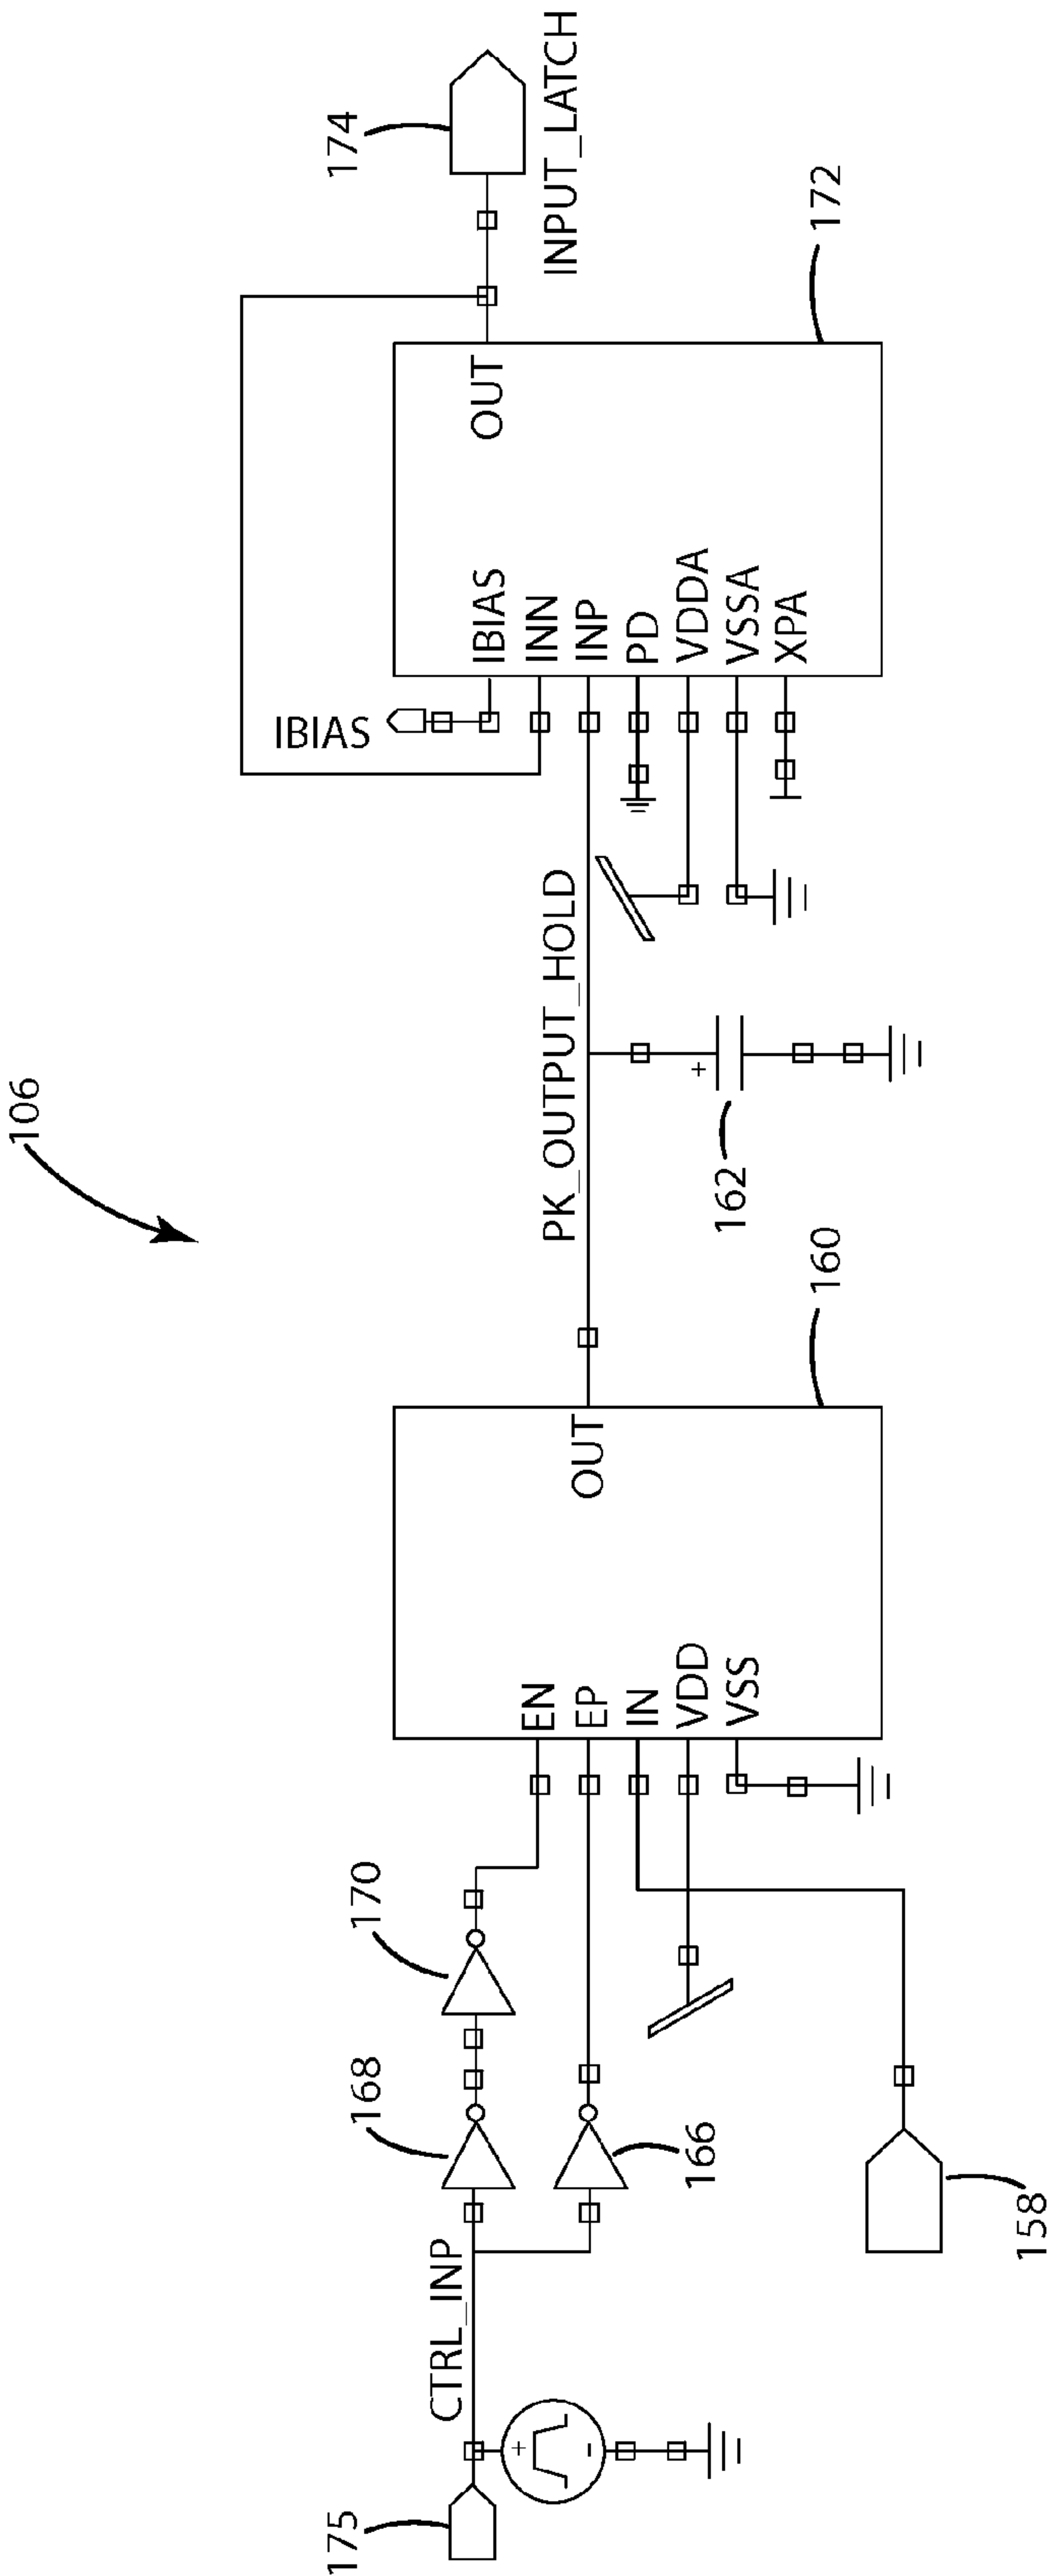 106
175
CTRL_INP
+
-
168
170
166
158
EN
EP
IN
VDD
VSS
OUT
160
PK_OUTPUT_HOLD
+
162
IBIAS
IBIAS
INN
INP
PD
VDDA
VSSA
XPA
OUT
172
174
INPUT_LATCH